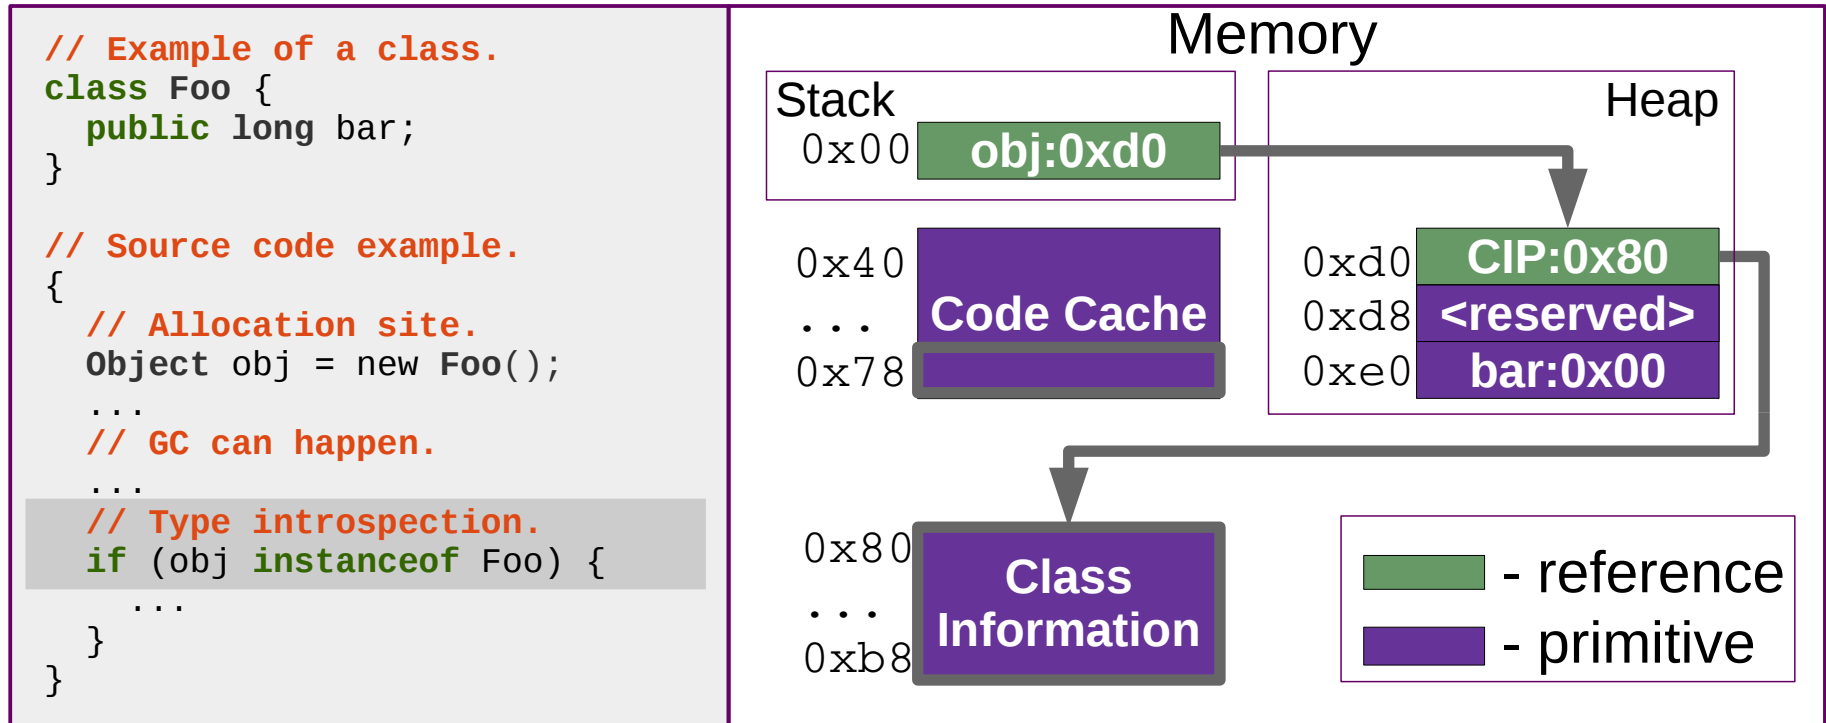 // Example of a class.
class Foo {
  public long bar;
}
// Source code example.
{
  // Allocation site.
  Object obj = new Foo();
  ...
  // GC can happen.
  ...
  // Type introspection.
  if (obj instanceof Foo) {
    ...
  }
}
Memory
Stack
0x00 obj:0xd0
Heap
0x40
... Code Cache
0x78
0xd0 CIP:0x80
0xd8 <reserved>
0xe0 bar:0x00
0x80
...
0xb8
Class
Information
- reference
- primitive